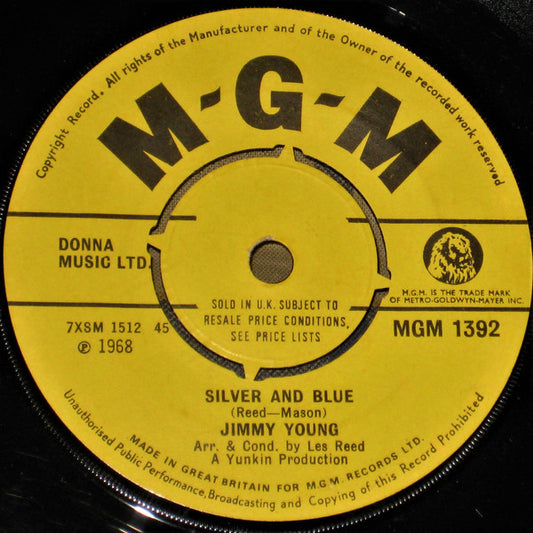 Copyright Record. All rights of the Manufacturer and of the Owner of the recorded work reserved
M-G-M
DONNA
MUSIC LTD.
M.G.M. IS THE TRADE MARK
OF METRO-GOLDWYN-MAYER INC.
SOLD IN U.K. SUBJECT TO
RESALE PRICE CONDITIONS,
SEE PRICE LISTS
7XSM 1512 45
℗ 1968
MGM 1392
SILVER AND BLUE
(Reed—Mason)
JIMMY YOUNG
Arr. & Cond. by Les Reed
A Yunkin Production
MADE IN GREAT BRITAIN FOR M.G.M. RECORDS LTD.
Unauthorised Public Performance, Broadcasting and Copying of this Record Prohibited